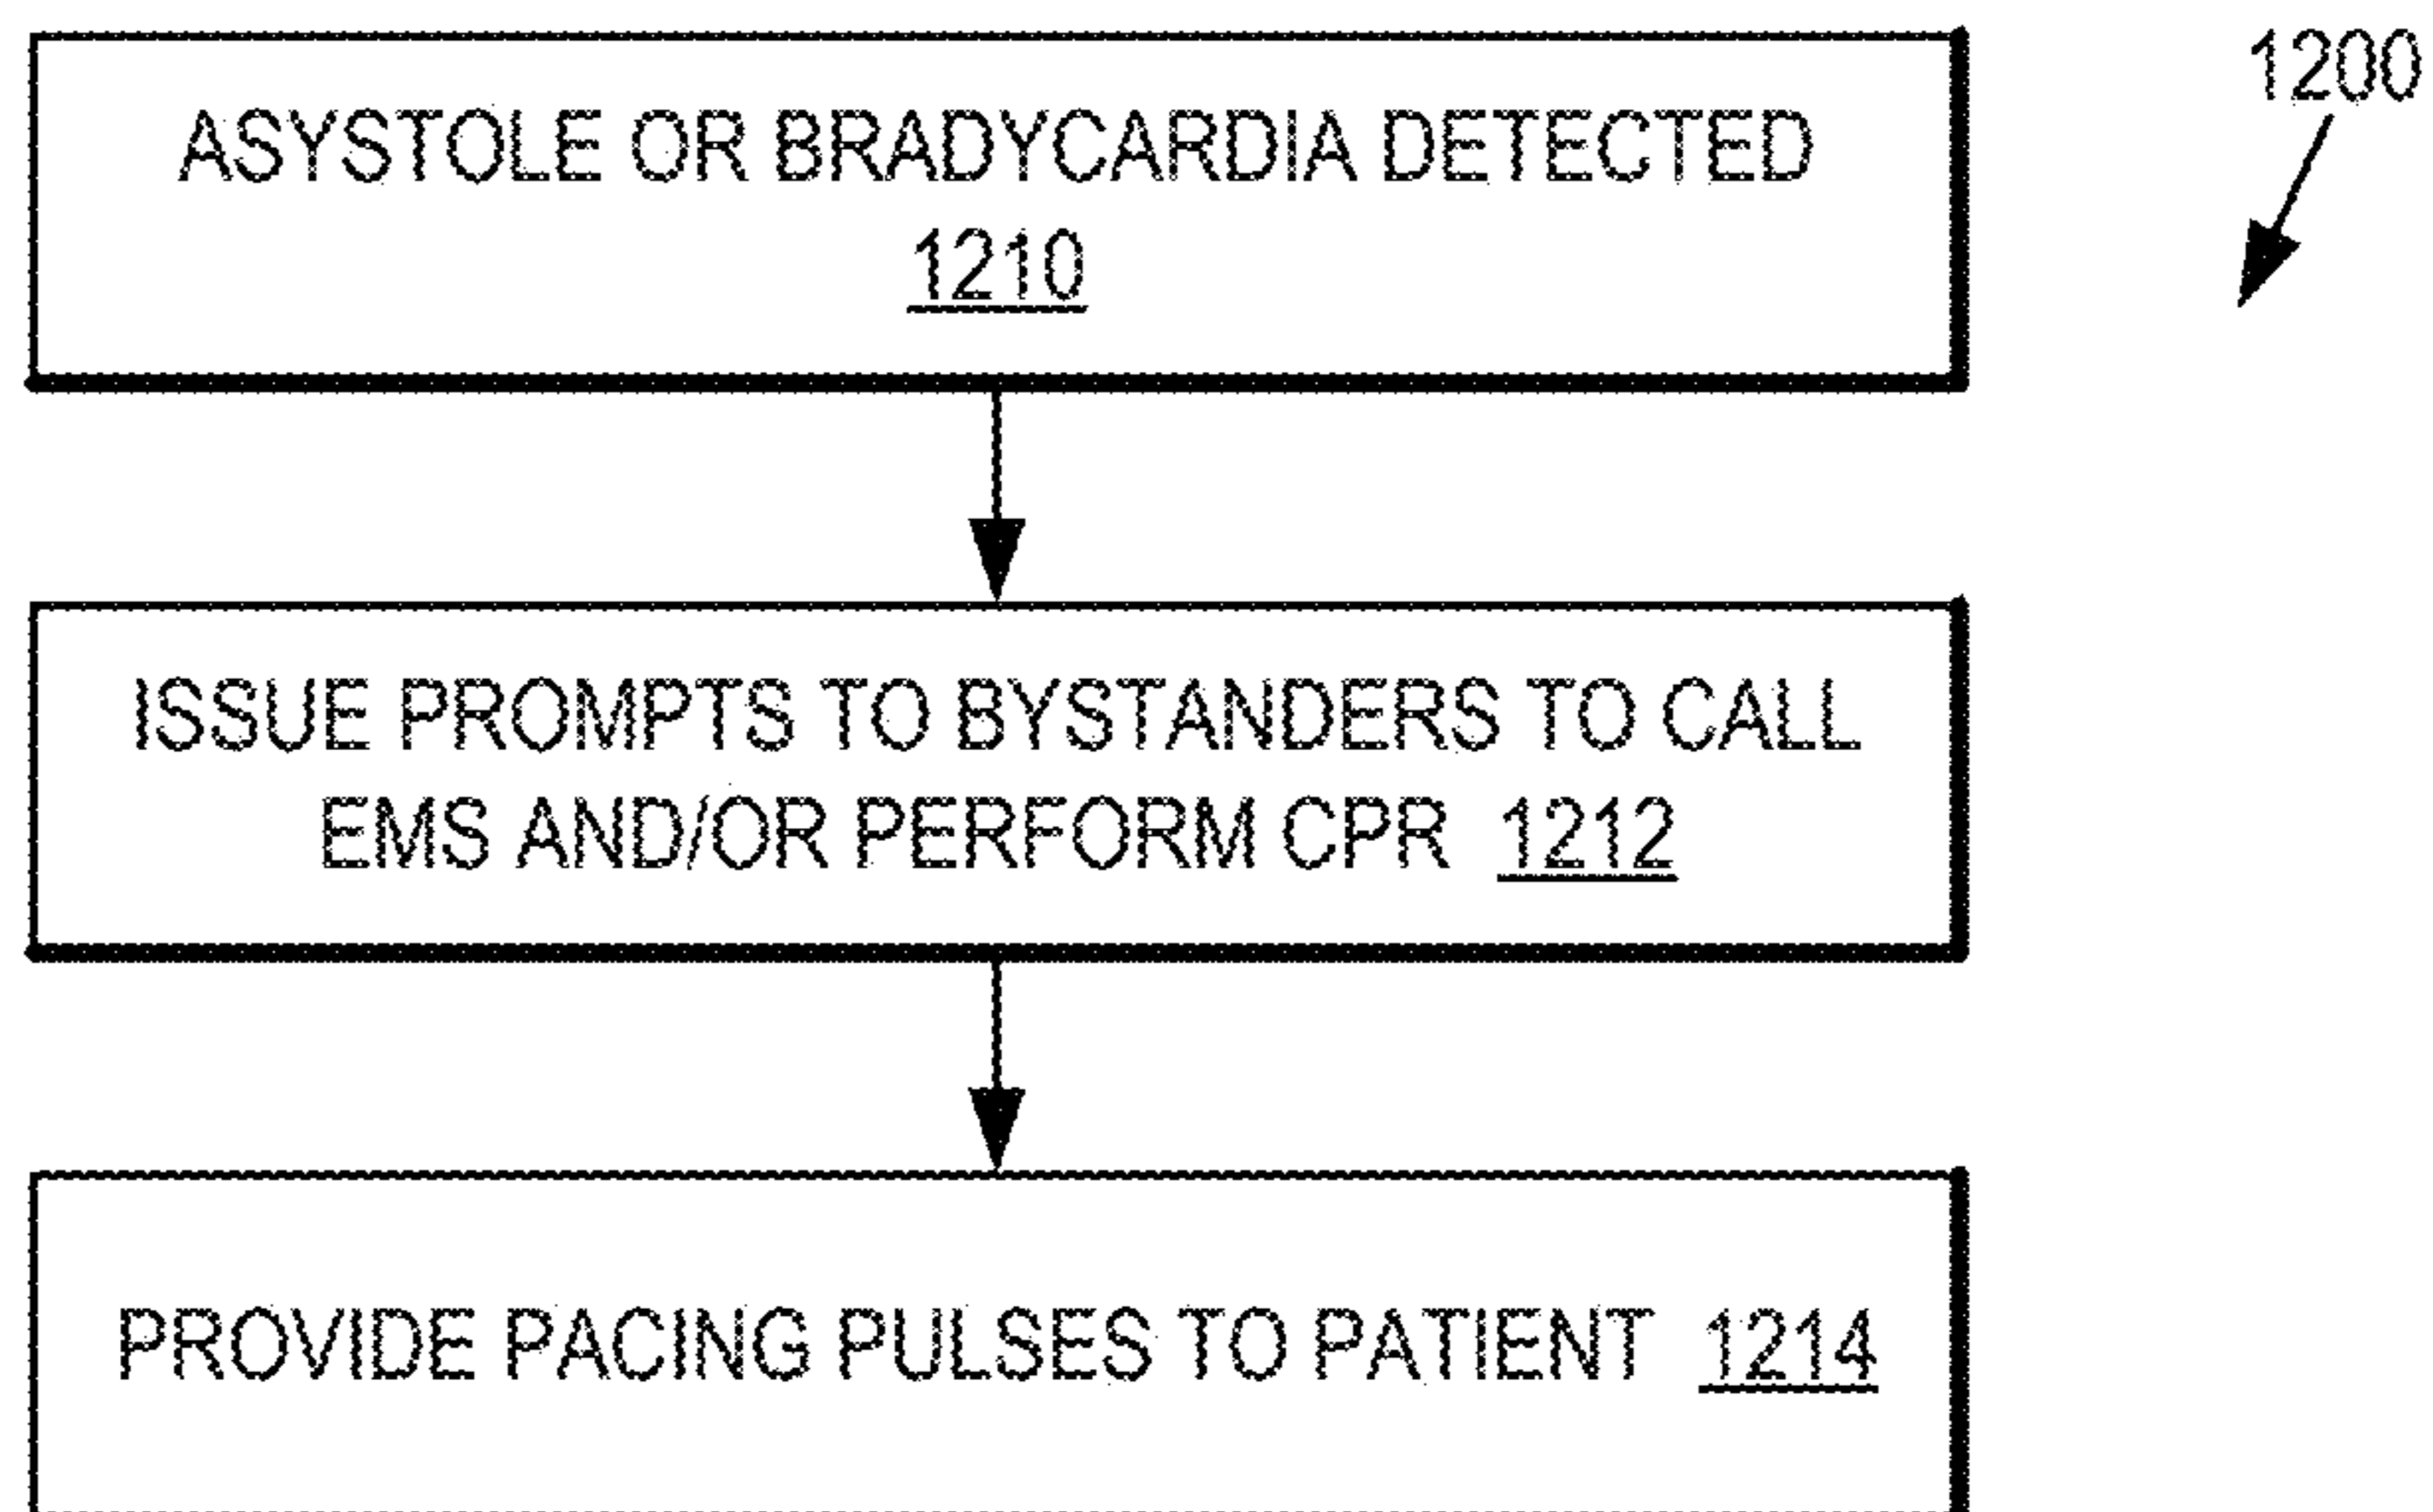 1200
ASYSTOLE OR BRADYCARDIA DETECTED
1210
ISSUE PROMPTS TO BYSTANDERS TO CALL
EMS AND/OR PERFORM CPR 1212
PROVIDE PACING PULSES TO PATIENT 1214